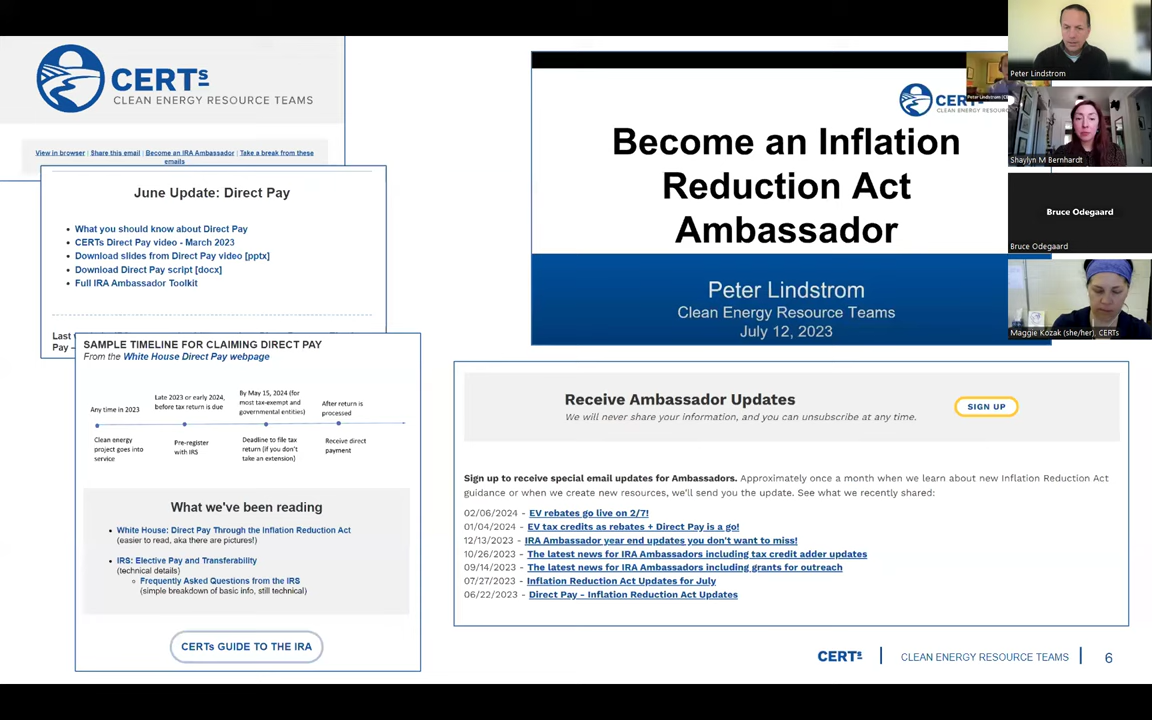 CERTs
CLEAN ENERGY RESOURCE TEAMS
View in browser | Share this email | Become an IRA Ambassador | Take a break from these
emails
June Update: Direct Pay
• What you should know about Direct Pay
• CERTs Direct Pay video - March 2023
• Download slides from Direct Pay video [pptx]
• Download Direct Pay script [docx]
• Full IRA Ambassador Toolkit
Last
Pay –
SAMPLE TIMELINE FOR CLAIMING DIRECT PAY
From the White House Direct Pay webpage
Any time in 2023
Late 2023 or early 2024,
before tax return is due
By May 15, 2024 (for
most tax-exempt and
governmental entities)
After return is
processed
Clean energy
project goes into
service
Pre-register
with IRS
Deadline to file tax
return (if you don't
take an extension)
Receive direct
payment
What we've been reading
• White House: Direct Pay Through the Inflation Reduction Act
(easier to read, aka there are pictures!)
• IRS: Elective Pay and Transferability
(technical details)
Frequently Asked Questions from the IRS
(simple breakdown of basic info, still technical)
CERTs GUIDE TO THE IRA
CERTs
CLEAN ENERGY RESOUR
Become an Inflation
Reduction Act
Ambassador
Peter Lindstrom
Clean Energy Resource Teams
July 12, 2023
Receive Ambassador Updates
We will never share your information, and you can unsubscribe at any time.
SIGN UP
Sign up to receive special email updates for Ambassadors. Approximately once a month when we learn about new Inflation Reduction Act
guidance or when we create new resources, we'll send you the update. See what we recently shared:
02/06/2024 - EV rebates go live on 2/7!
01/04/2024 - EV tax credits as rebates + Direct Pay is a go!
12/13/2023 - IRA Ambassador year end updates you don't want to miss!
10/26/2023 - The latest news for IRA Ambassadors including tax credit adder updates
09/14/2023 - The latest news for IRA Ambassadors including grants for outreach
07/27/2023 - Inflation Reduction Act Updates for July
06/22/2023 - Direct Pay - Inflation Reduction Act Updates
CERTs | CLEAN ENERGY RESOURCE TEAMS | 6
Peter Lindstrom
Peter Lindstrom
Shaylyn M Bernhardt
Bruce Odegaard
Bruce Odegaard
Maggie Kozak (she/her), CERTs